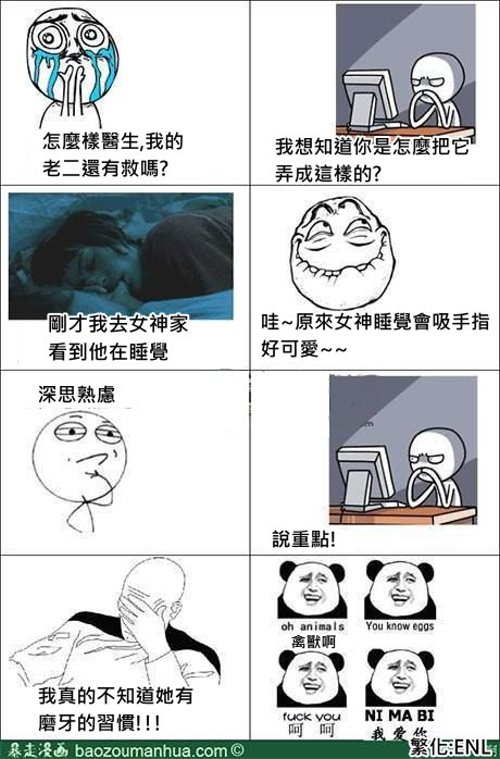 怎麼樣醫生,我的
老二還有救嗎?
我想知道你是怎麼把它
弄成這樣的?
剛才我去女神家
看到他在睡覺
哇~原來女神睡覺會吸手指
好可愛~~
深思熟慮
說重點!
我真的不知道她有
磨牙的習慣!!!
oh animals
禽獸啊
You know eggs
fuck you
呵 呵
NI MA BI
我 爱 你
暴走漫画 baozoumanhua.com ©
繁化:ENL